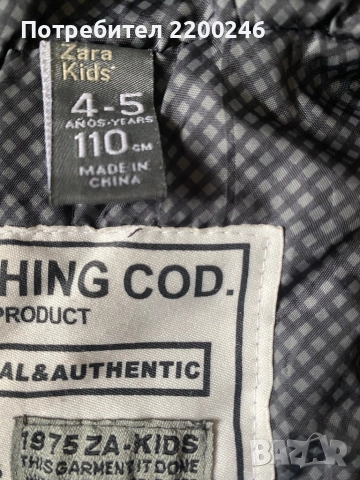 Потребител 2200246
Zara
Kids
4-5
AÑOS-YEARS
110 CM
MADE IN
CHINA
HING COD.
PRODUCT
AL&AUTHENTIC
1975 ZA-KIDS
THIS GARMENT IT DONE
BAZAR